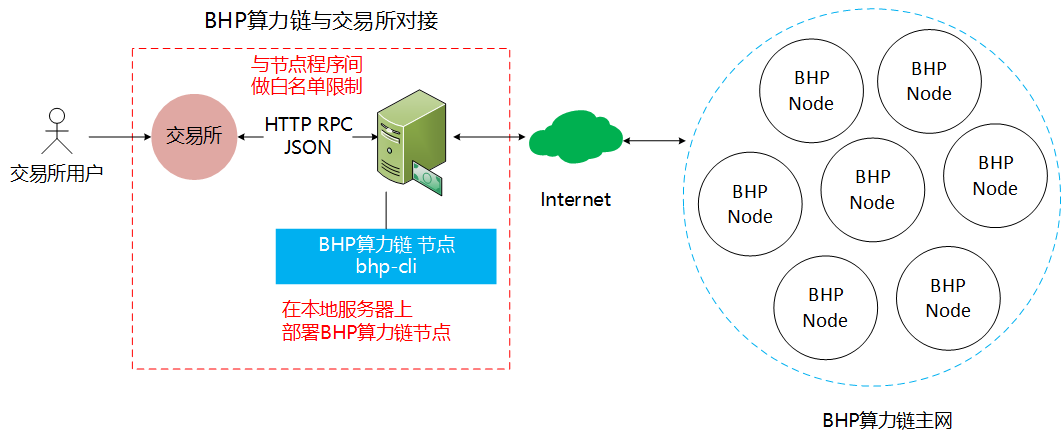 BHP算力链与交易所对接
与节点程序间
做白名单限制
交易所用户
交易所
HTTP RPC
JSON
BHP算力链 节点
bhp-cli
在本地服务器上
部署BHP算力链节点
Internet
BHP
Node
BHP
Node
BHP
Node
BHP
Node
BHP
Node
BHP
Node
BHP
Node
BHP算力链主网